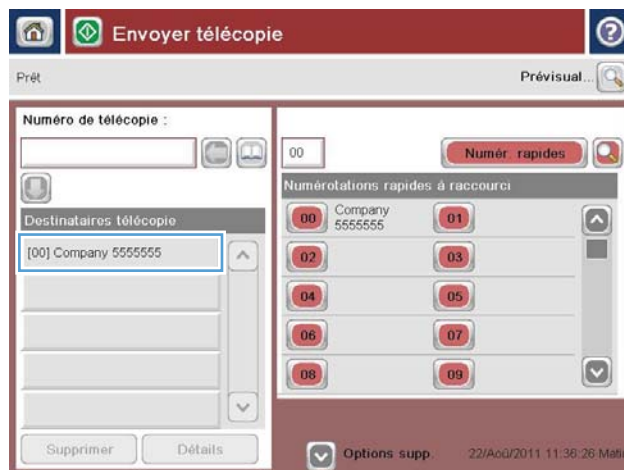 Envoyer télécopie
Prêt
Prévisual...
Numéro de télécopie :
00
Numér. rapides
Destinataires télécopie
[00] Company 5555555
Numérotations rapides à raccourci
00 Company 5555555 01
02 03
04 05
06 07
08 09
Supprimer Détails
Options supp.
22/Aoû/2011 11:36:26 Mati